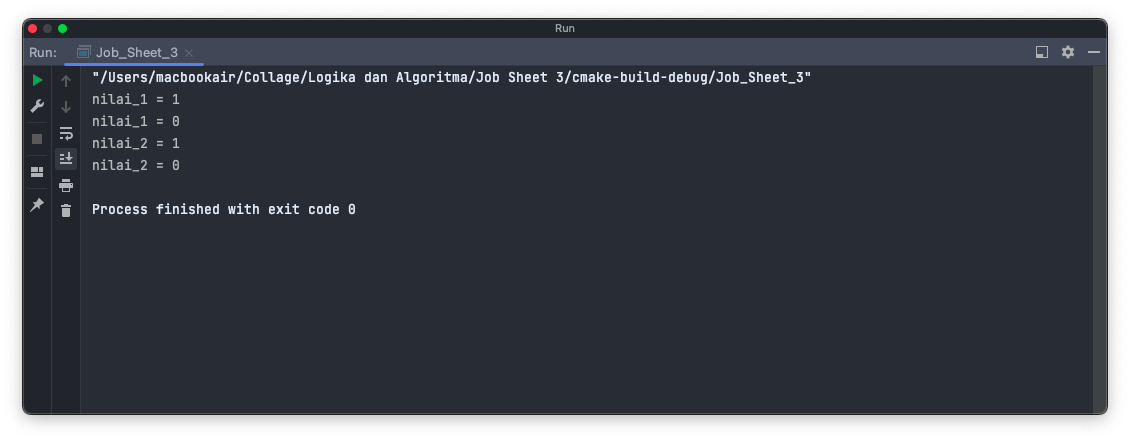 Run
Run: Job_Sheet_3
"/Users/macbookair/Collage/Logika dan Algoritma/Job Sheet 3/cmake-build-debug/Job_Sheet_3"
nilai_1 = 1
nilai_1 = 0
nilai_2 = 1
nilai_2 = 0
Process finished with exit code 0